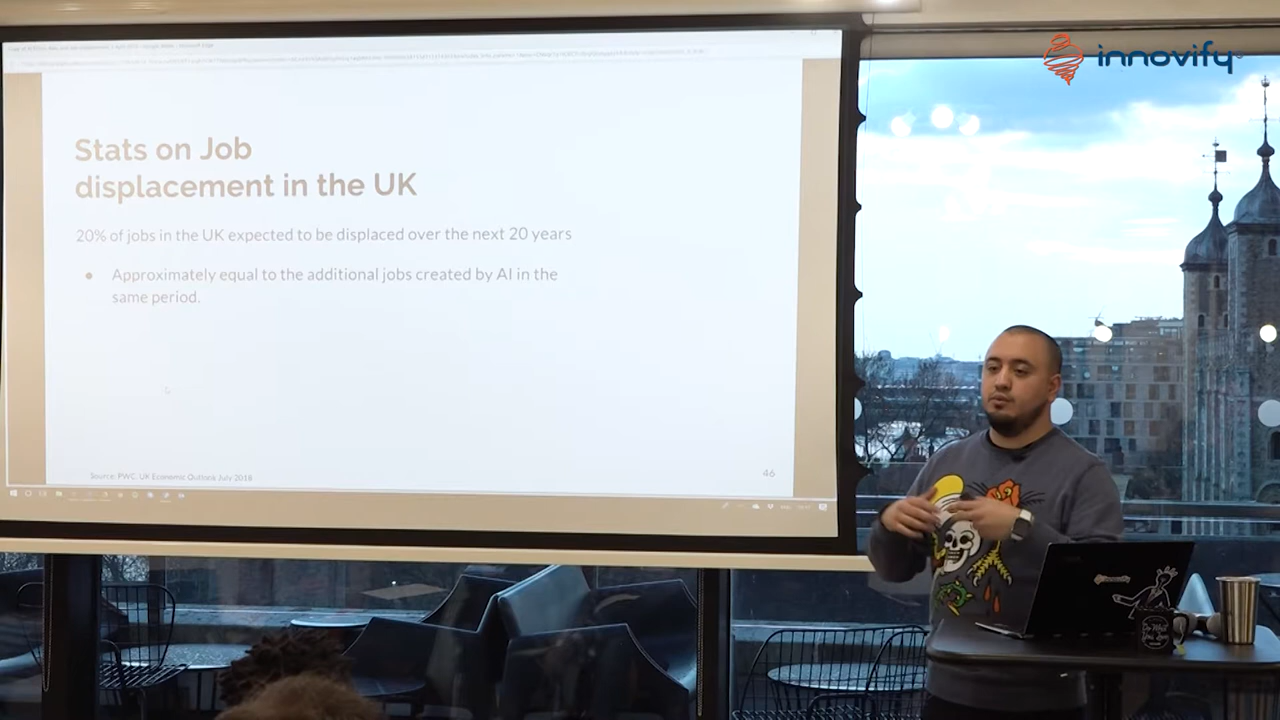 innovify
Stats on Job
displacement in the UK
20% of jobs in the UK expected to be displaced over the next 20 years
● Approximately equal to the additional jobs created by AI in the
same period.
Source: PWC, UK Economic Outlook July 2018
46